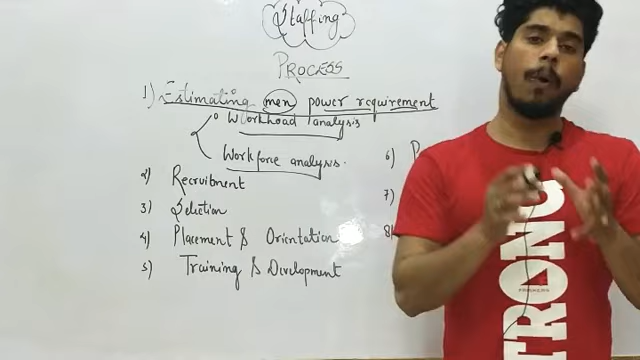 Staffing
PROCESS
1) Estimating men power requirement
Workload analysis
Workforce analysis.
2) Recruitment
3) Selection
4) Placement & Orientation
5) Training & Development
6) P
7)
8)
STRONG